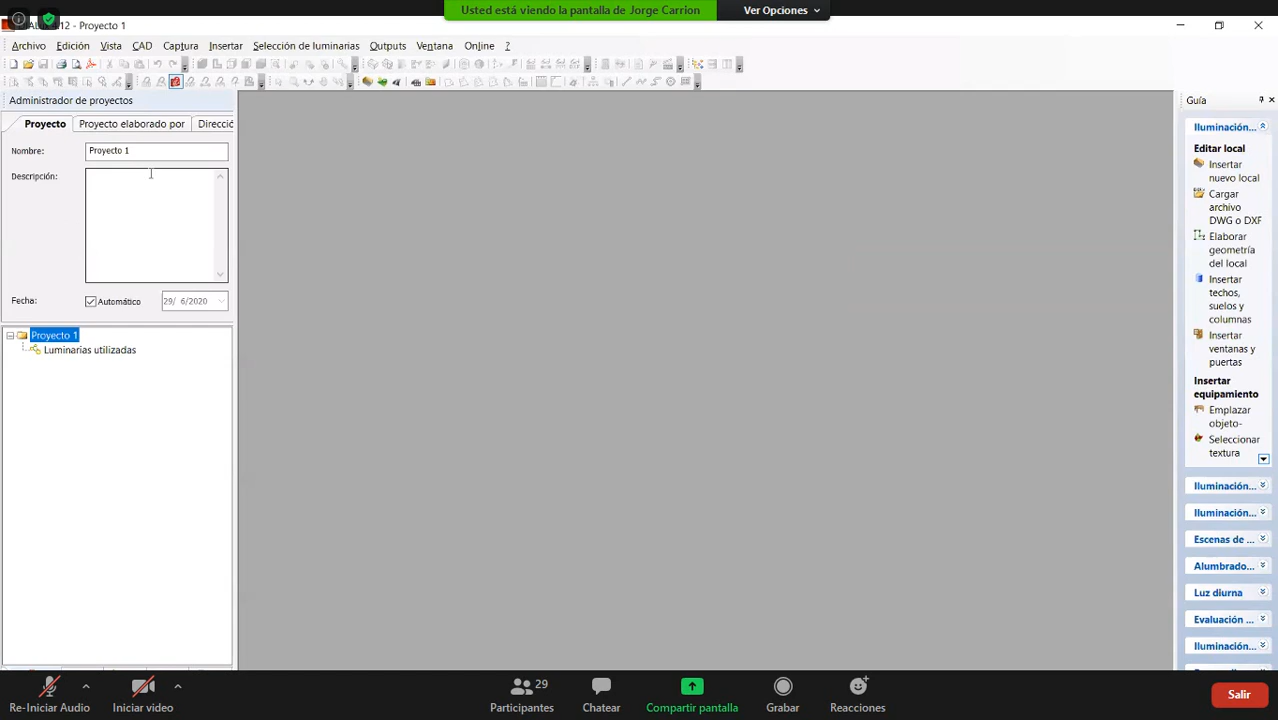 Usted está viendo la pantalla de Jorge Carrion
Ver Opciones
12 - Proyecto 1
Archivo Edición Vista CAD Captura Insertar Selección de luminarias Outputs Ventana Online ?
Administrador de proyectos
Proyecto Proyecto elaborado por Direcció
Nombre: Proyecto 1
Descripción:
Fecha: Automático 29/ 6/2020
Proyecto 1
Luminarias utilizadas
Guía
Iluminación...
Editar local
Insertar
nuevo local
Cargar
archivo
DWG o DXF
Elaborar
geometría
del local
Insertar
techos,
suelos y
columnas
Insertar
ventanas y
puertas
Insertar
equipamiento
Emplazar
objeto-
Seleccionar
textura
Iluminación...
Iluminación...
Escenas de ...
Alumbrado...
Luz diurna
Evaluación ...
Iluminación...
Re-Iniciar Audio
Iniciar video
29
Participantes
Chatear
Compartir pantalla
Grabar
Reacciones
Salir